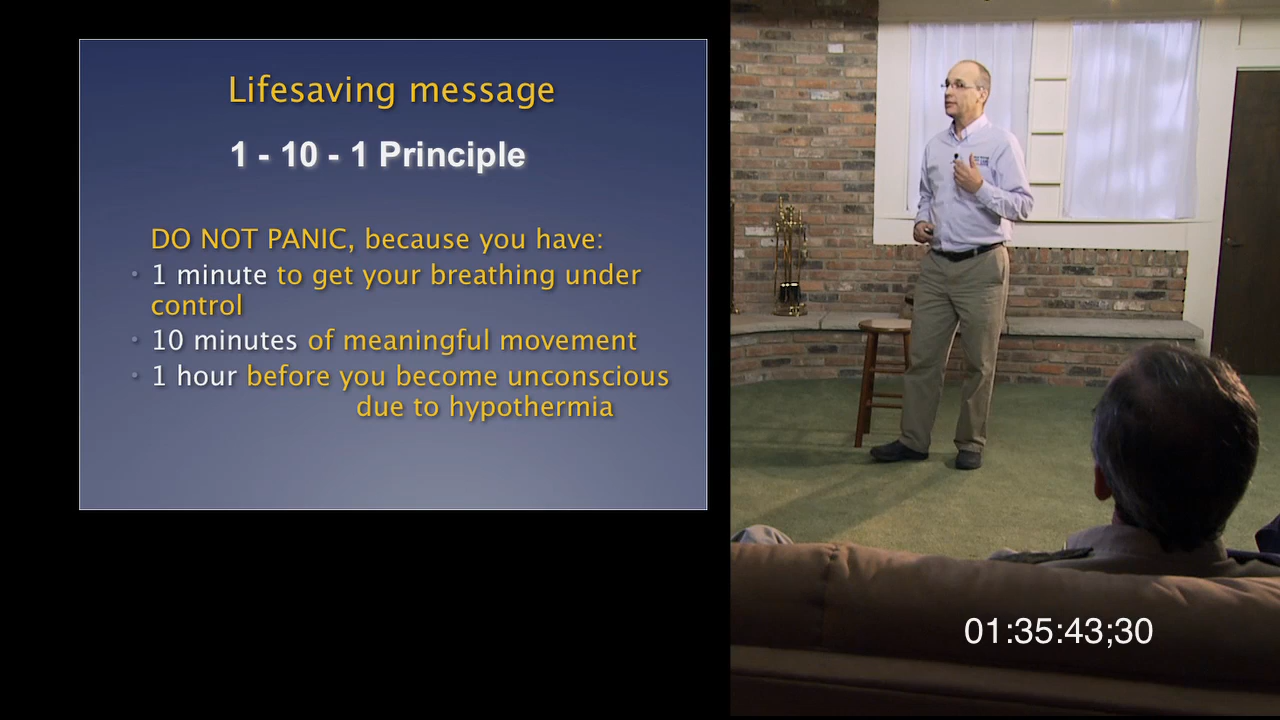 Lifesaving message
1 - 10 - 1 Principle
DO NOT PANIC, because you have:
• 1 minute to get your breathing under
control
• 10 minutes of meaningful movement
• 1 hour before you become unconscious
due to hypothermia
01:35:43;30